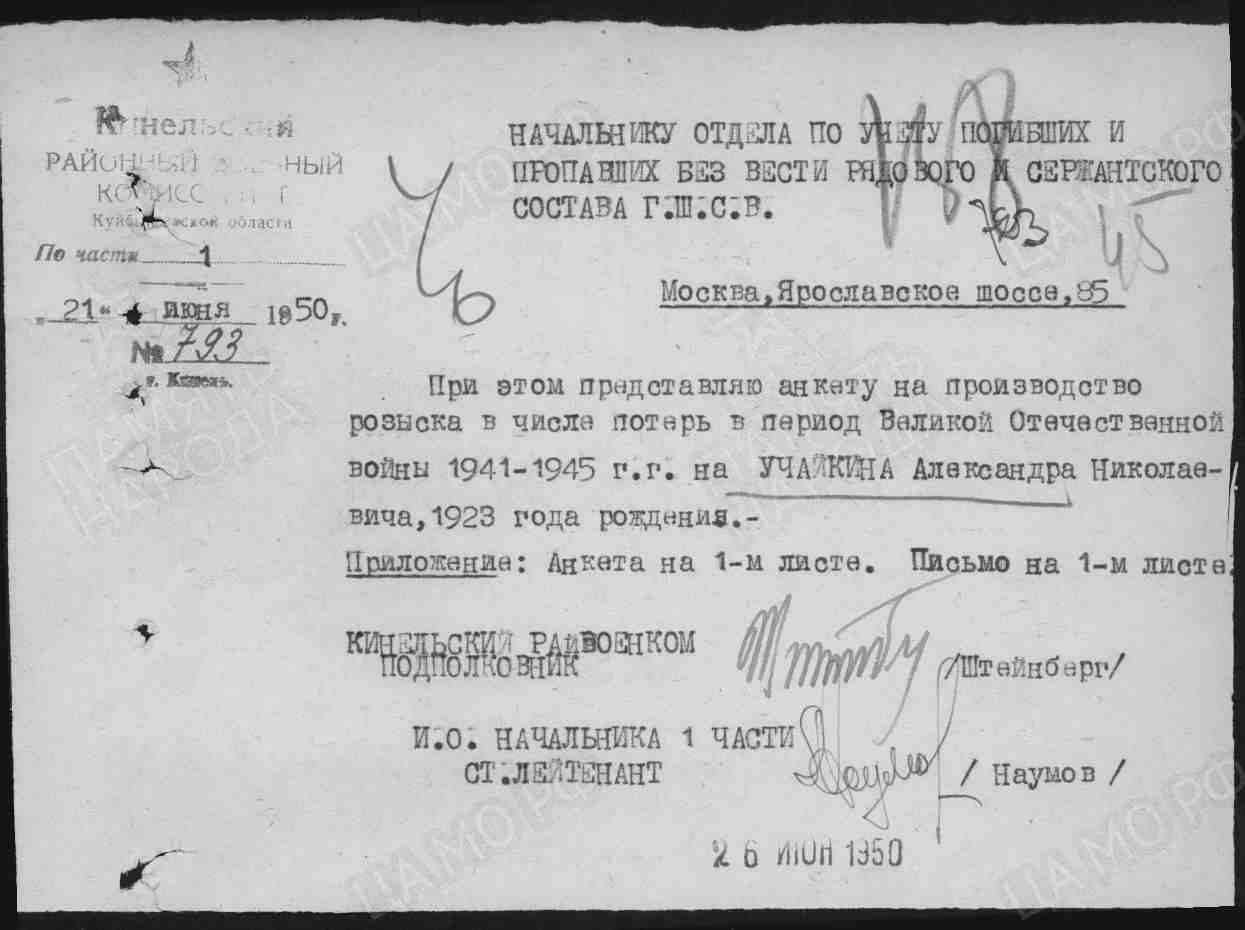 Кинельский
РАЙОННЫЙ ВОЕННЫЙ
КОМИССАРИАТ
Куйбышевской области
По части 1
„21“ июня 1950 г.
№ 793
г. Кинель.
НАЧАЛЬНИКУ ОТДЕЛА ПО УЧЕТУ ПОГИБШИХ И
ПРОПАВШИХ БЕЗ ВЕСТИ РЯДОВОГО И СЕРЖАНТСКОГО
СОСТАВА Г.Ш.С.В.
45
Москва,Ярославское шоссе,85
При этом представляю анкету на производство
розыска в числе потерь в период Великой Отечественной
войны 1941-1945 г.г. на УЧАЙКИНА Александра Николае-
вича,1923 года рождения.-
Приложение: Анкета на 1-м листе. Письмо на 1-м листе.
КИНЕЛЬСКИЙ РАЙВОЕНКОМ
ПОДПОЛКОВНИК /Штейнберг/
И.О. НАЧАЛЬНИКА 1 ЧАСТИ
СТ.ЛЕЙТЕНАНТ / Наумов /
26 ИЮН 1950
ЦАМО РФ